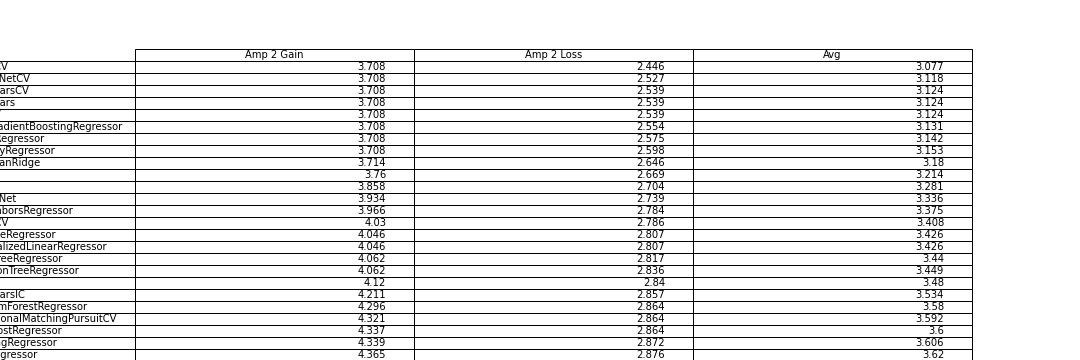 Amp 2 Gain Amp 2 Loss Avg
CV 3.708 2.446 3.077
NetCV 3.708 2.527 3.118
arsCV 3.708 2.539 3.124
ars 3.708 2.539 3.124
3.708 2.539 3.124
adientBoostingRegressor 3.708 2.554 3.131
Regressor 3.708 2.575 3.142
yRegressor 3.708 2.598 3.153
anRidge 3.714 2.646 3.18
3.76 2.669 3.214
3.858 2.704 3.281
Net 3.934 2.739 3.336
aborsRegressor 3.966 2.784 3.375
CV 4.03 2.786 3.408
eRegressor 4.046 2.807 3.426
alizedLinearRegressor 4.046 2.807 3.426
reeRegressor 4.062 2.817 3.44
onTreeRegressor 4.062 2.836 3.449
4.12 2.84 3.48
arsIC 4.211 2.857 3.534
mForestRegressor 4.296 2.864 3.58
onalMatchingPursuitCV 4.321 2.864 3.592
ostRegressor 4.337 2.864 3.6
ngRegressor 4.339 2.872 3.606
gressor 4.365 2.876 3.62